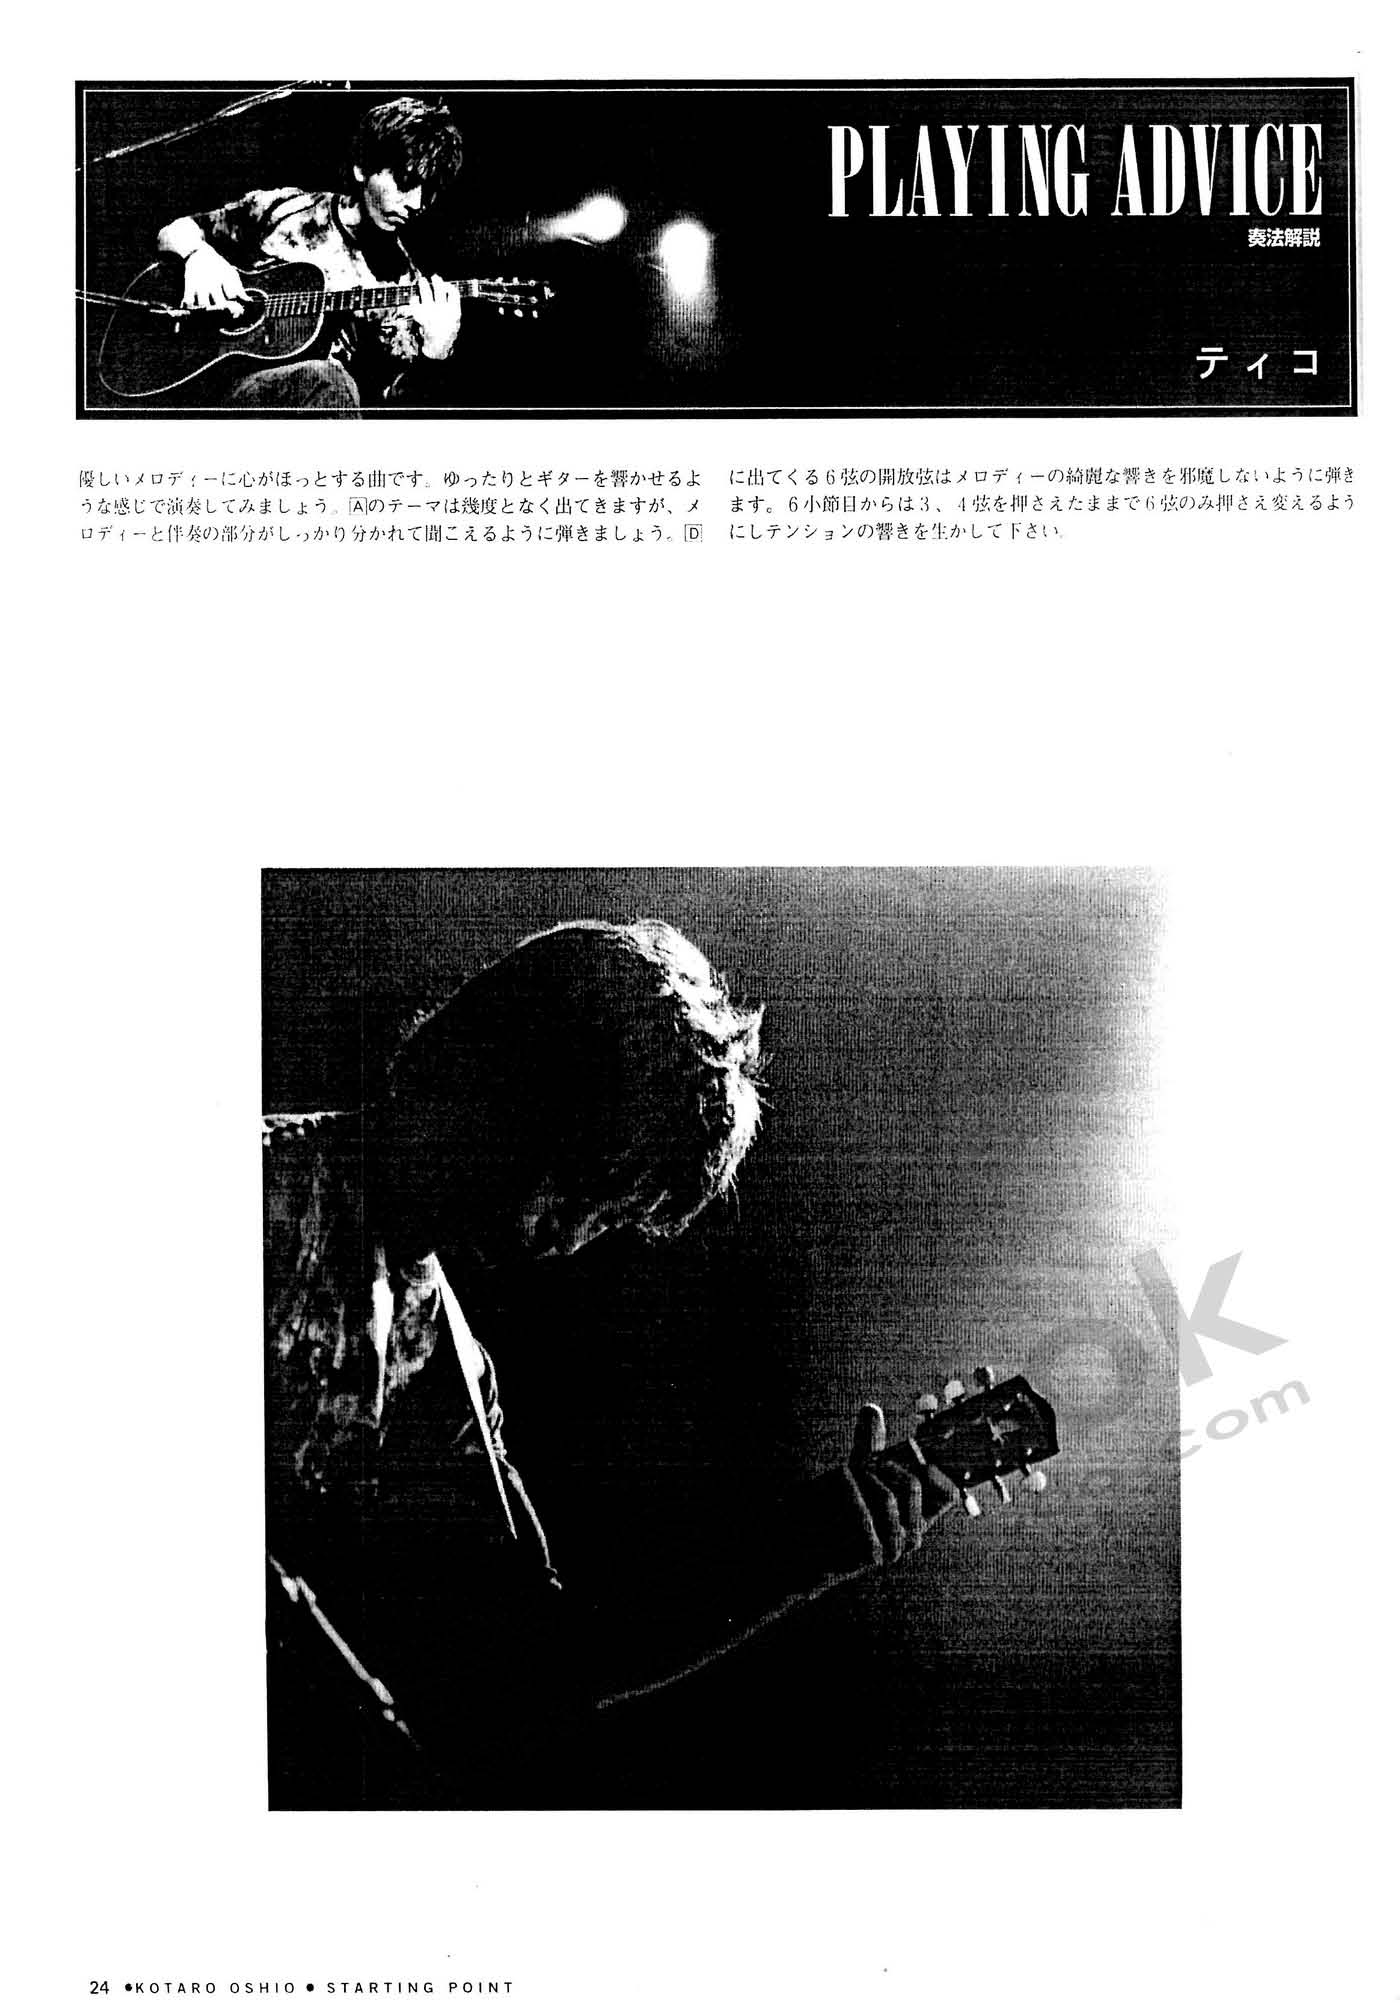 PLAYING ADVICE
奏法解説
ティコ
優しいメロディーに心がほっとする曲です。ゆったりとギターを響かせるよ
うな感じで演奏してみましょう。Aのテーマは幾度となく出てきますが、メ
ロディーと伴奏の部分がしっかり分かれて聞こえるように弾きましょう。D
に出てくる6弦の開放弦はメロディーの綺麗な響きを邪魔しないように弾き
ます。6小節目からは3、4弦を押さえたままで6弦のみ押さえ変えるよう
にしテンションの響きを生かして下さい。
ok
.com
24 •KOTARO OSHIO • STARTING POINT